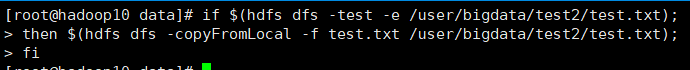 [root@hadoop10 data]# if $(hdfs dfs -test -e /user/bigdata/test2/test.txt);
> then $(hdfs dfs -copyFromLocal -f test.txt /user/bigdata/test2/test.txt);
> fi
[root@hadoop10 data]#